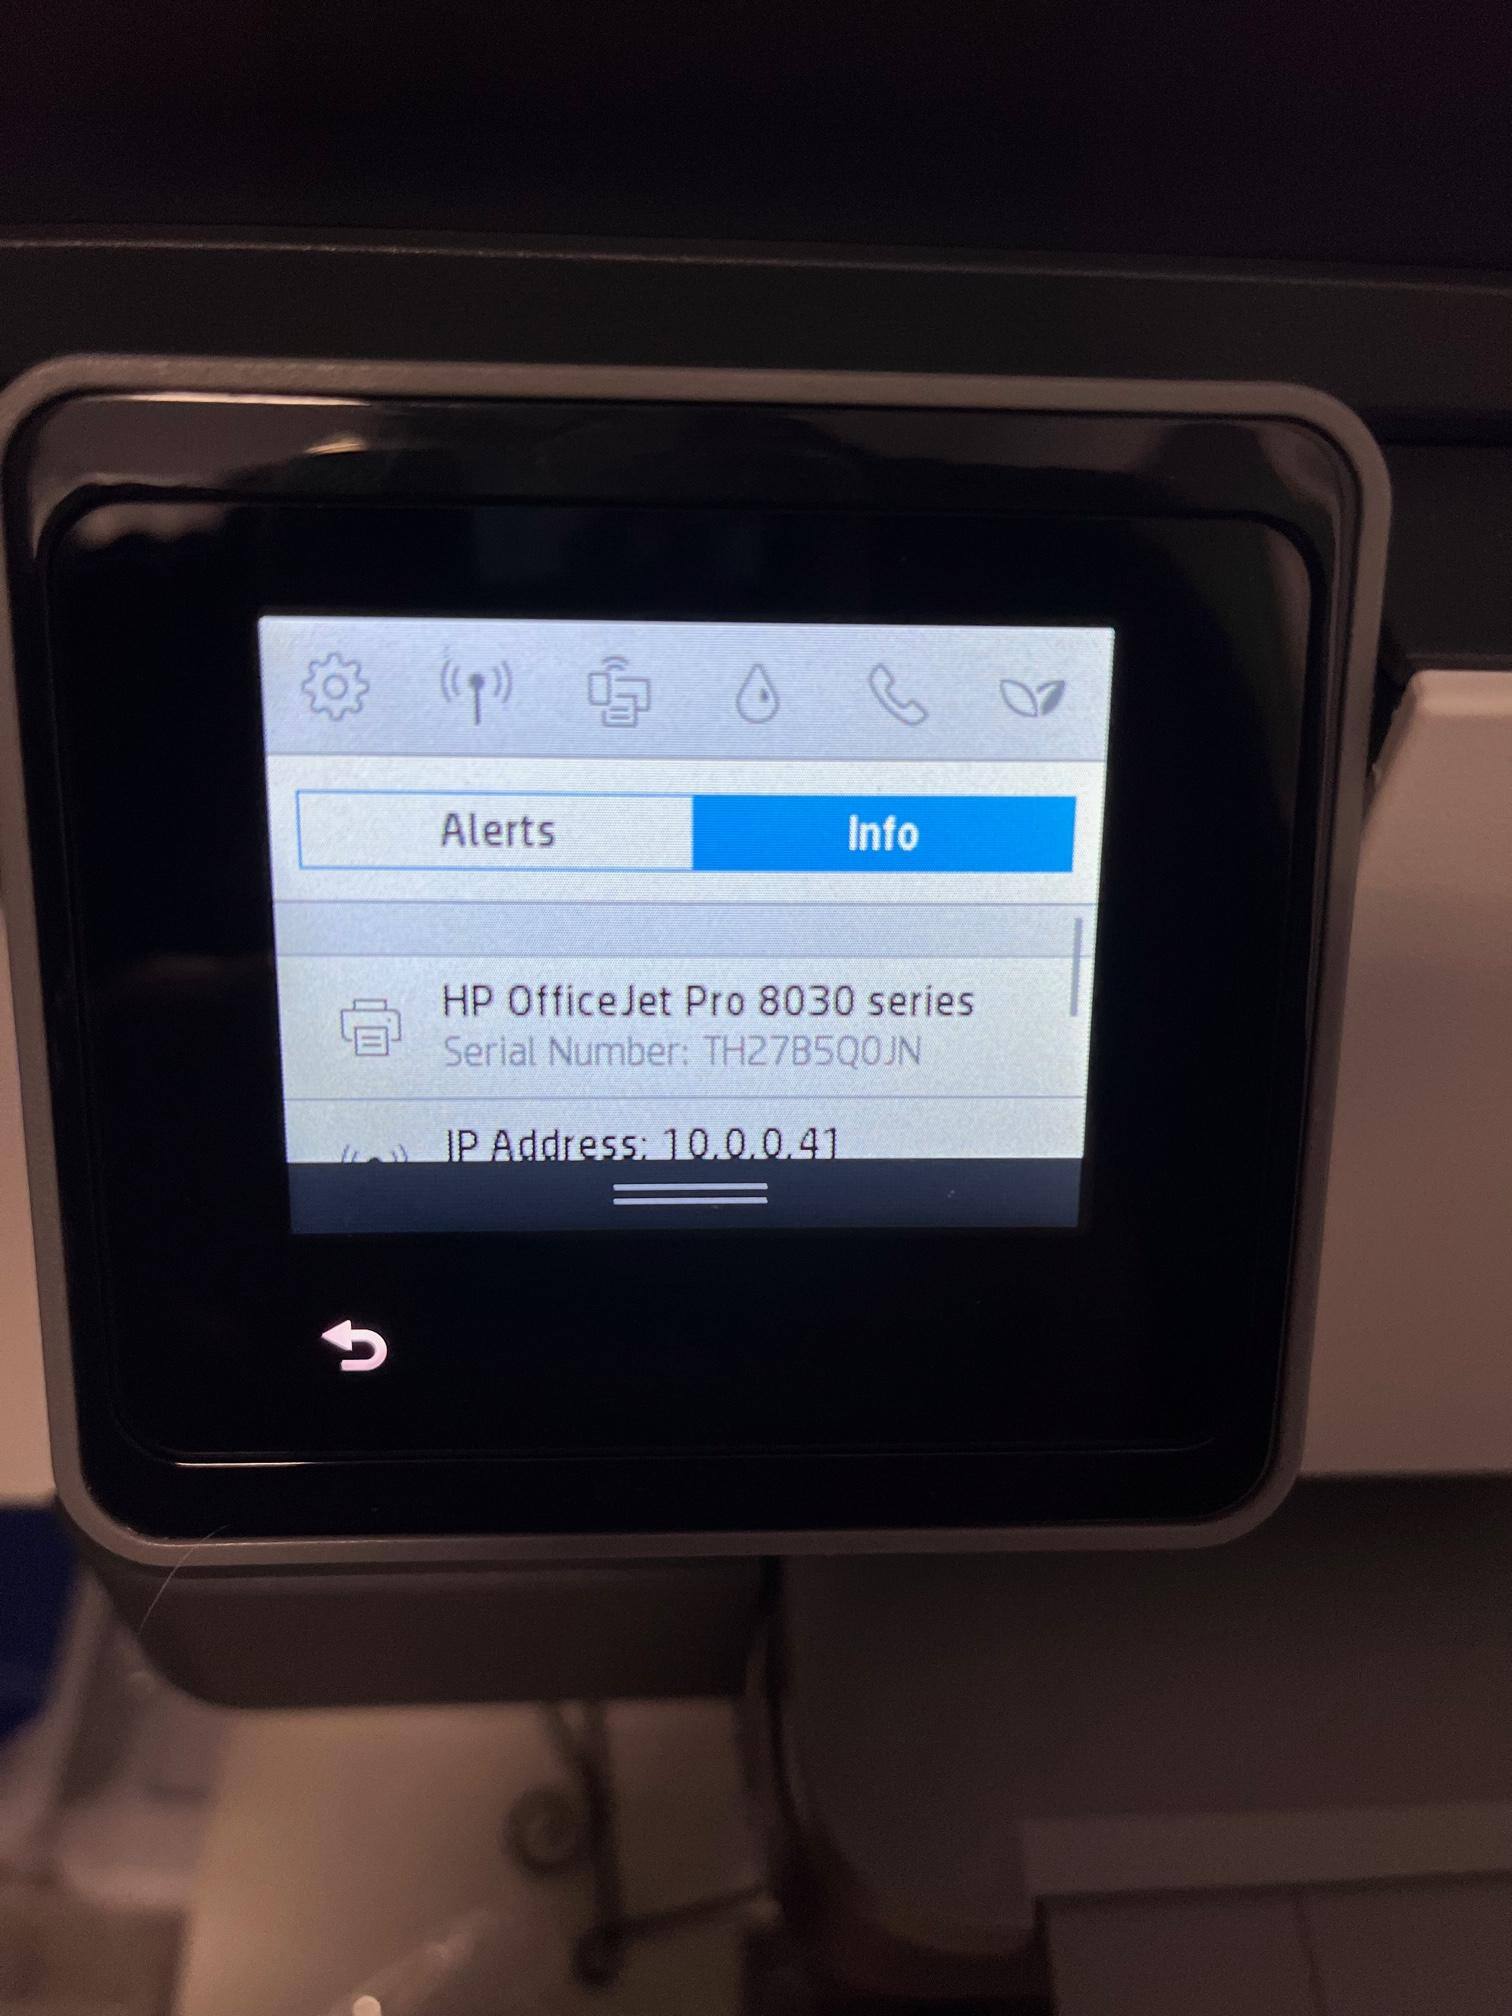 Alerts Info
HP OfficeJet Pro 8030 series
Serial Number: TH27B5Q0JN
IP Address: 10.0.0.41